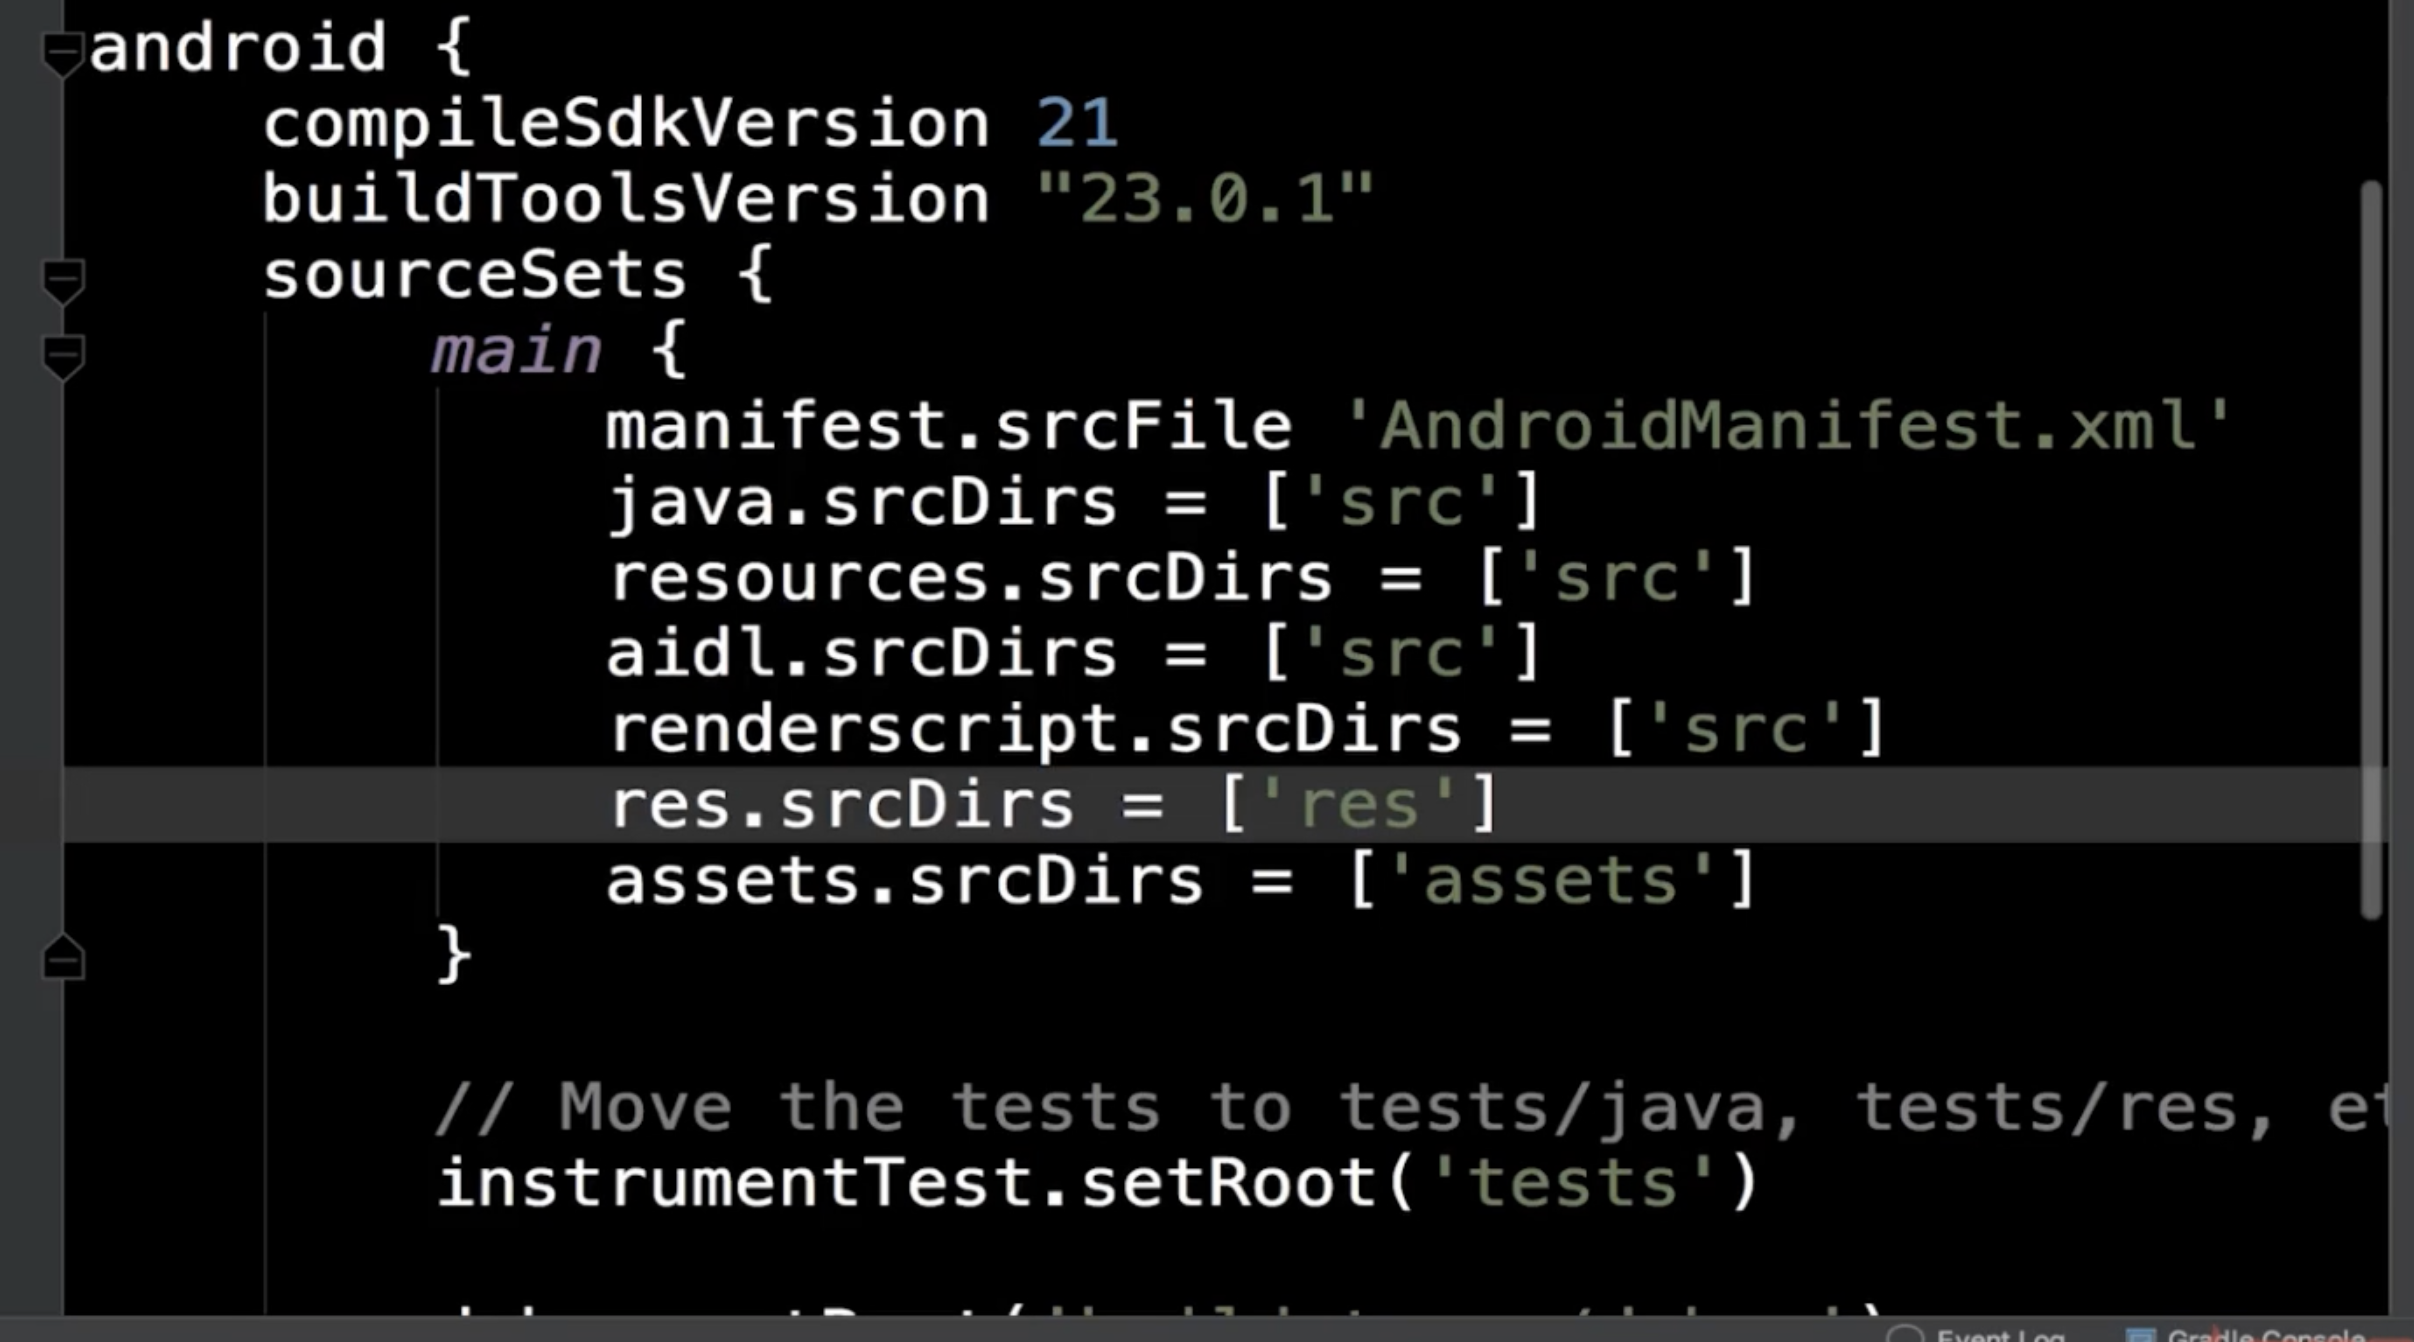 android {
compileSdkVersion 21
buildToolsVersion "23.0.1"
sourceSets {
main {
manifest.srcFile 'AndroidManifest.xml'
java.srcDirs = ['src']
resources.srcDirs = ['src']
aidl.srcDirs = ['src']
renderscript.srcDirs = ['src']
res.srcDirs = ['res']
assets.srcDirs = ['assets']
}
// Move the tests to tests/java, tests/res,
instrumentTest.setRoot('tests')
Event Log Gradle Console